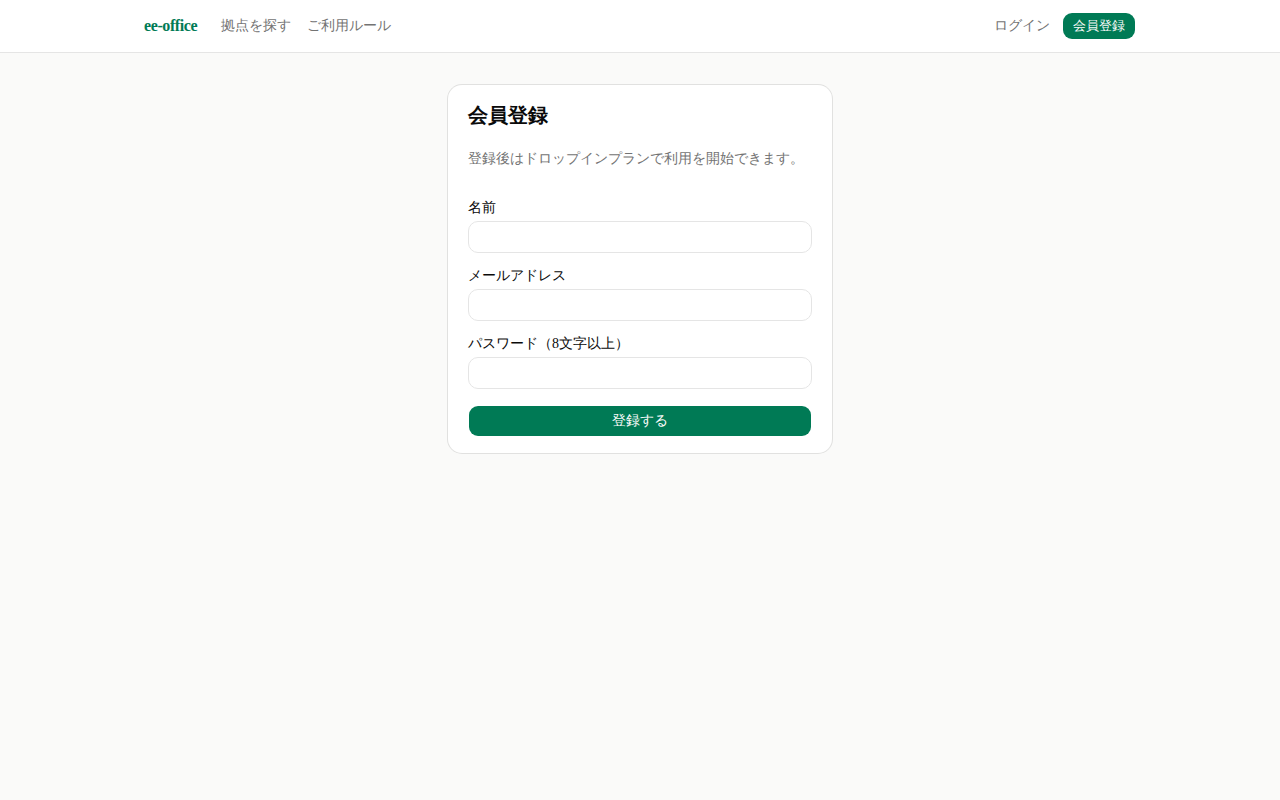 ee-office 拠点を探す ご利用ルール ログイン 会員登録
会員登録
登録後はドロップインプランで利用を開始できます。
名前
メールアドレス
パスワード（8文字以上）
登録する